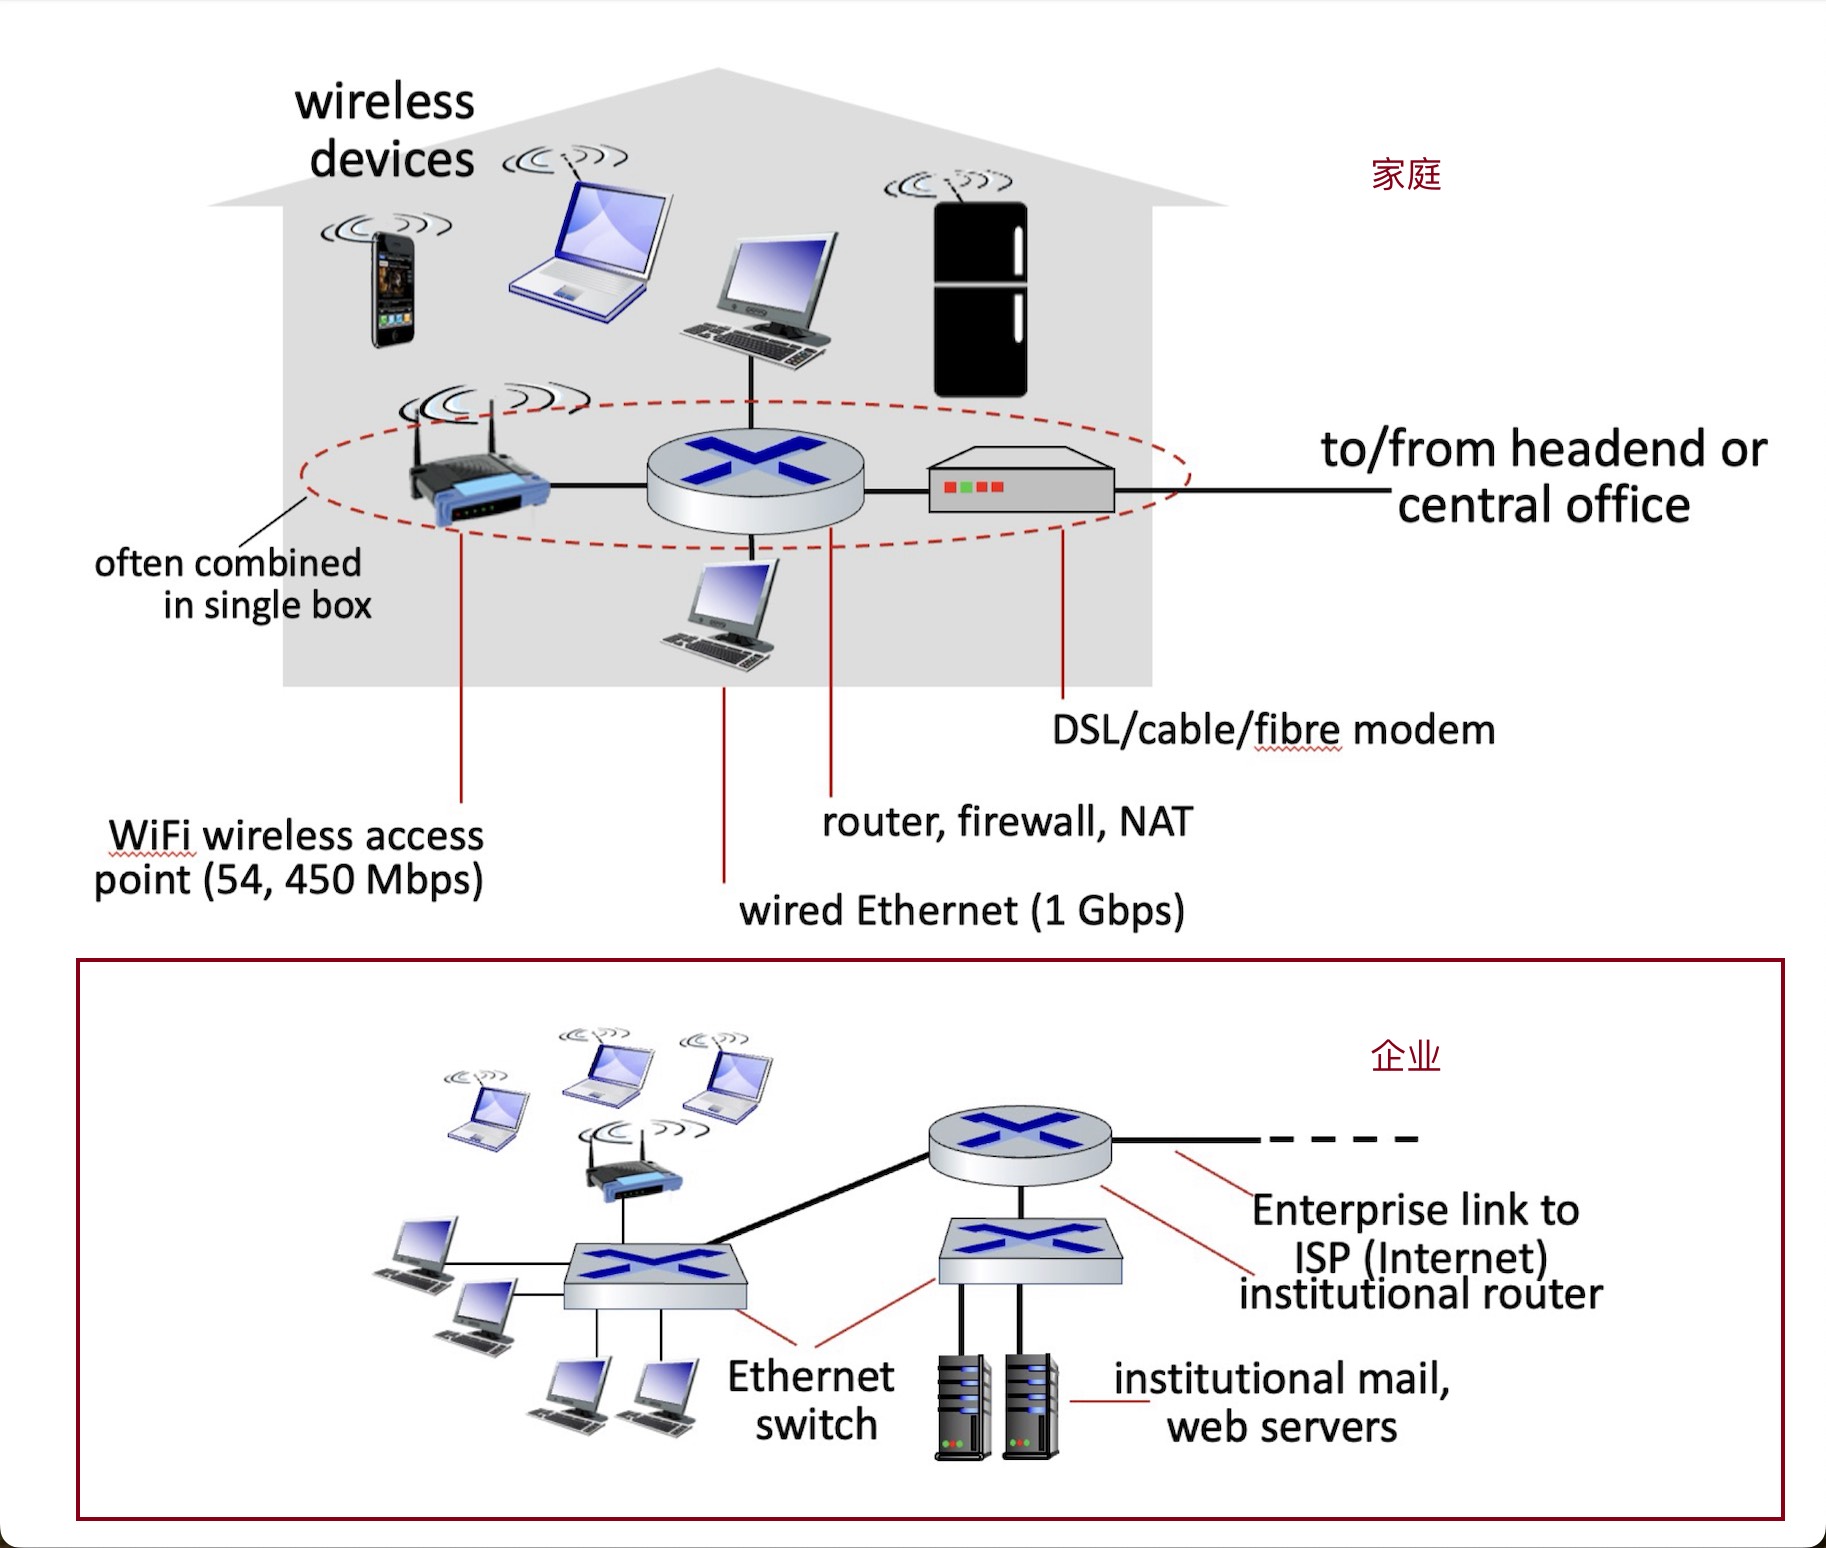 wireless
devices
家庭
to/from headend or
central office
often combined
in single box
DSL/cable/fibre modem
router, firewall, NAT
WiFi wireless access
point (54, 450 Mbps)
wired Ethernet (1 Gbps)
企业
Enterprise link to
ISP (Internet)
institutional router
Ethernet
switch
institutional mail,
web servers